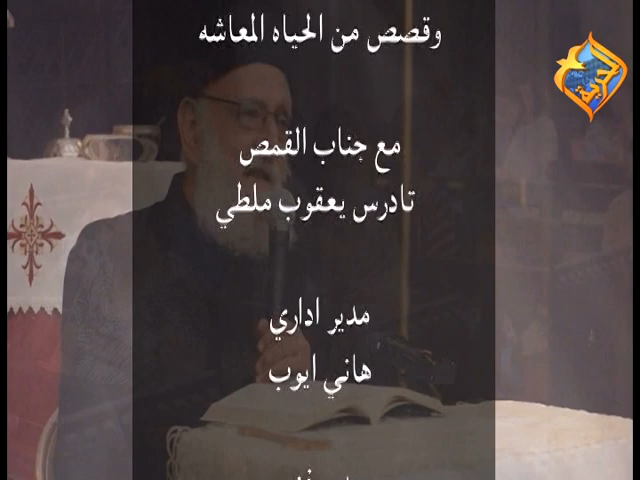 وقصص من الحياه المعاشه
مع جناب القمص
تادرس يعقوب ملطي
مدير اداري
هاني ايوب